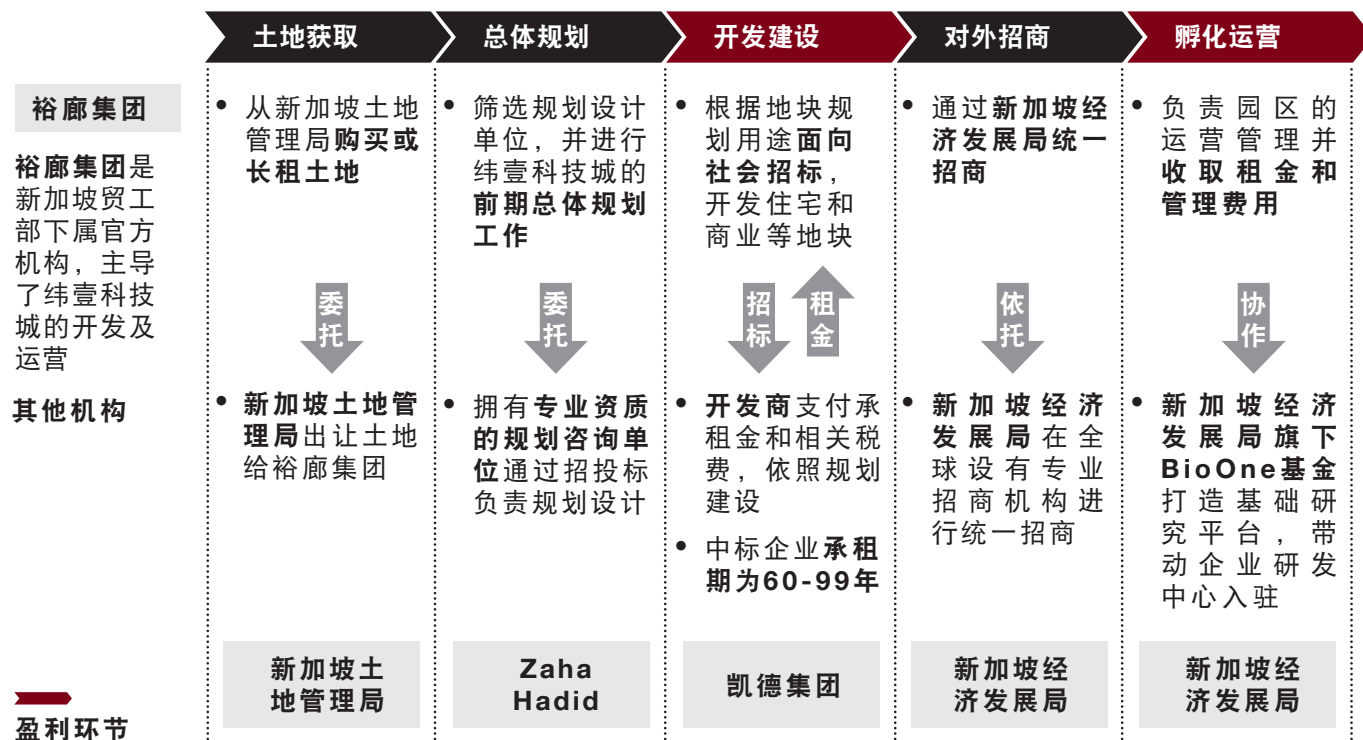 土地获取
总体规划
开发建设
对外招商
孵化运营
裕廊集团
裕廊集团是
新加坡贸工
部下属官方
机构，主导
了纬壹科技
城的开发及
运营
• 从新加坡土地
管理局购买或
长租土地
• 筛选规划设计
单位，并进行
纬壹科技城的
前期总体规划
工作
• 根据地块规
划用途面向
社会招标，
开发住宅和
商业等地块
• 通过新加坡经
济发展局统一
招商
• 负责园区的
运营管理并
收取租金和
管理费用
委托
委托
招标
租金
依托
协作
其他机构
• 新加坡土地管
理局出让土地
给裕廊集团
• 拥有专业资质
的规划咨询单
位通过招投标
负责规划设计
• 开发商支付承
租金和相关税
费，依照规划
建设
• 中标企业承租
期为60-99年
• 新加坡经济
发展局在全
球设有专业
招商机构进
行统一招商
• 新加坡经济
发展局旗下
BioOne基金
打造基础研
究平台，带
动企业研发
中心入驻
新加坡土
地管理局
Zaha
Hadid
凯德集团
新加坡经
济发展局
新加坡经
济发展局
盈利环节